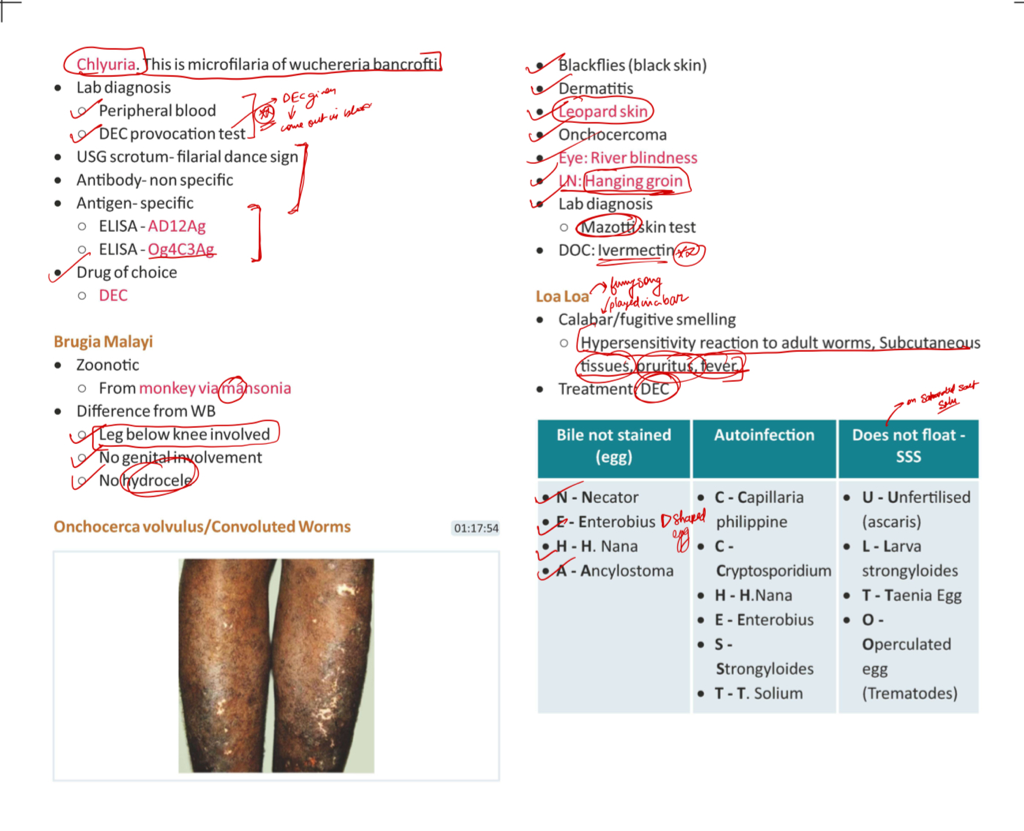 Chlyuria. This is microfilaria of wuchereria bancrofti.
• Lab diagnosis
○ Peripheral blood
○ DEC provocation test
DEC given
↓
come out in blood
• USG scrotum- filarial dance sign
• Antibody- non specific
• Antigen- specific
○ ELISA - AD12Ag
○ ELISA - Og4C3Ag
• Drug of choice
○ DEC
Brugia Malayi
• Zoonotic
○ From monkey via mansonia
• Difference from WB
○ Leg below knee involved
○ No genital involvement
○ No hydrocele
Onchocerca volvulus/Convoluted Worms
01:17:54
• Blackflies (black skin)
• Dermatitis
• Leopard skin
• Onchocercoma
• Eye: River blindness
• LN: Hanging groin
• Lab diagnosis
○ Mazotti skin test
• DOC: Ivermectin
Loa Loa
funny song
played in a bar
• Calabar/fugitive smelling
○ Hypersensitivity reaction to adult worms, Subcutaneous
tissues, pruritus, fever.
• Treatment: DEC
on Saturated Salt
Soln
Bile not stained
(egg)
• N - Necator
• E - Enterobius D shaped
egg
• H - H. Nana
• A - Ancylostoma
Autoinfection
• C - Capillaria
philippine
• C -
Cryptosporidium
• H - H.Nana
• E - Enterobius
• S -
Strongyloides
• T - T. Solium
Does not float -
SSS
• U - Unfertilised
(ascaris)
• L - Larva
strongyloides
• T - Taenia Egg
• O -
Operculated
egg
(Trematodes)